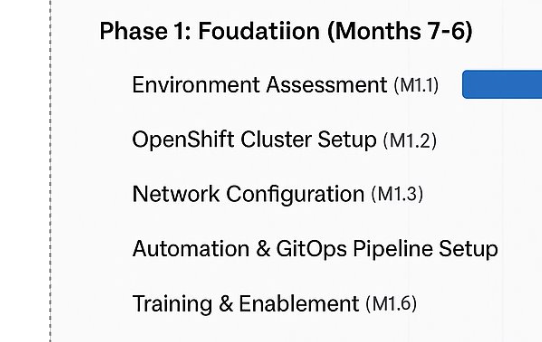 Phase 1: Foudatiion (Months 7-6)
Environment Assessment (M1.1)
OpenShift Cluster Setup (M1.2)
Network Configuration (M1.3)
Automation & GitOps Pipeline Setup
Training & Enablement (M1.6)